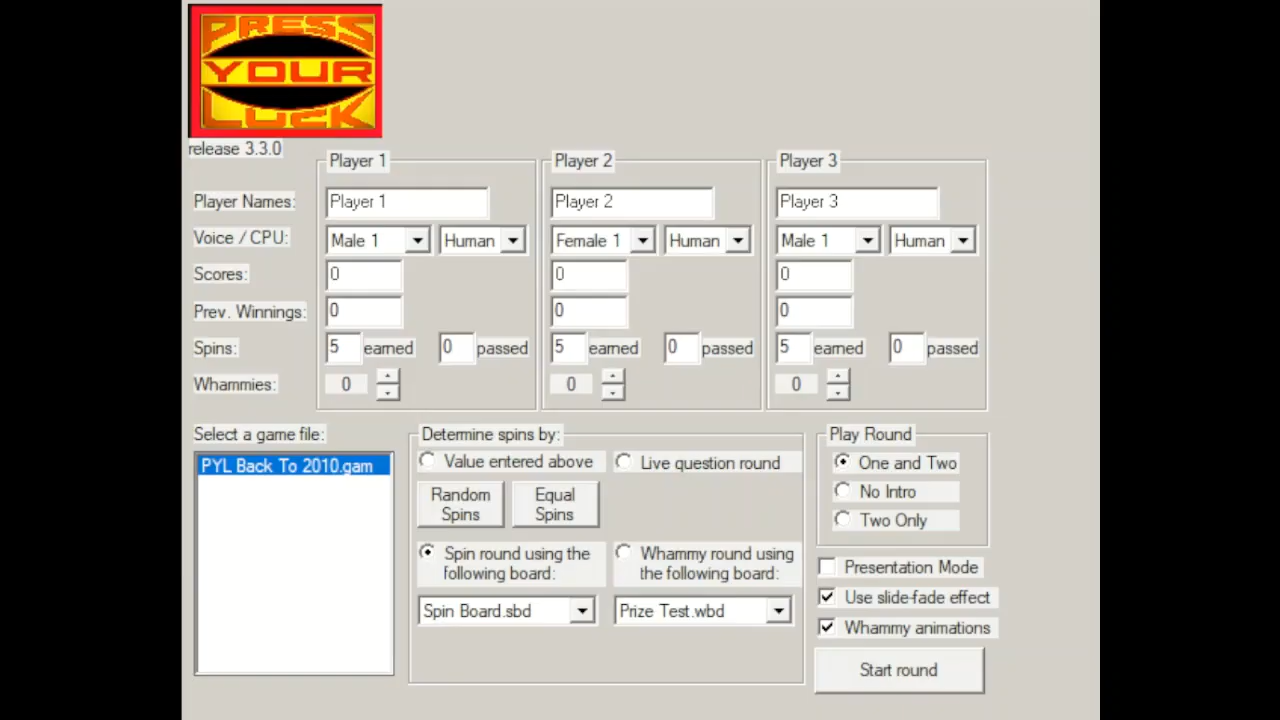 PRESS
YOUR
LUCK
release 3.3.0
Player 1 Player 2 Player 3
Player Names: Player 1 Player 2 Player 3
Voice / CPU: Male 1 Human Female 1 Human Male 1 Human
Scores: 0 0 0
Prev. Winnings: 0 0 0
Spins: 5 earned 0 passed 5 earned 0 passed 5 earned 0 passed
Whammies: 0 0 0
Select a game file:
PYL Back To 2010.gam
Determine spins by:
Value entered above Live question round
Random
Spins
Equal
Spins
Spin round using the
following board:
Whammy round using
the following board:
Spin Board.sbd Prize Test.wbd
Play Round
One and Two
No Intro
Two Only
Presentation Mode
Use slide-fade effect
Whammy animations
Start round